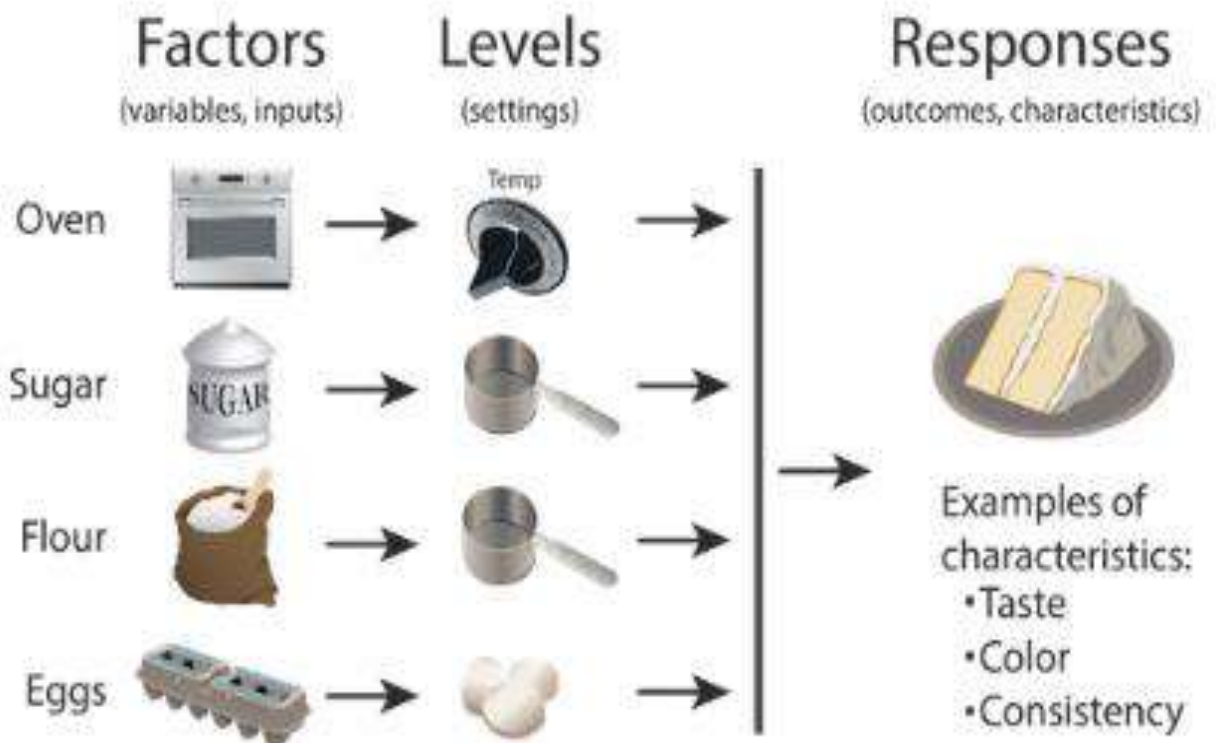 Factors
(variables, inputs)
Levels
(settings)
Responses
(outcomes, characteristics)
Oven
Temp
Sugar
SUGAR
Flour
Eggs
Examples of
characteristics:
•Taste
•Color
•Consistency